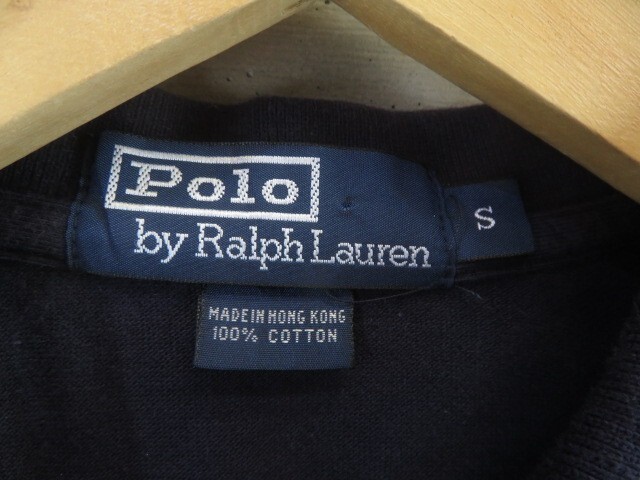 Polo
by Ralph Lauren
S
MADE IN HONG KONG
100% COTTON